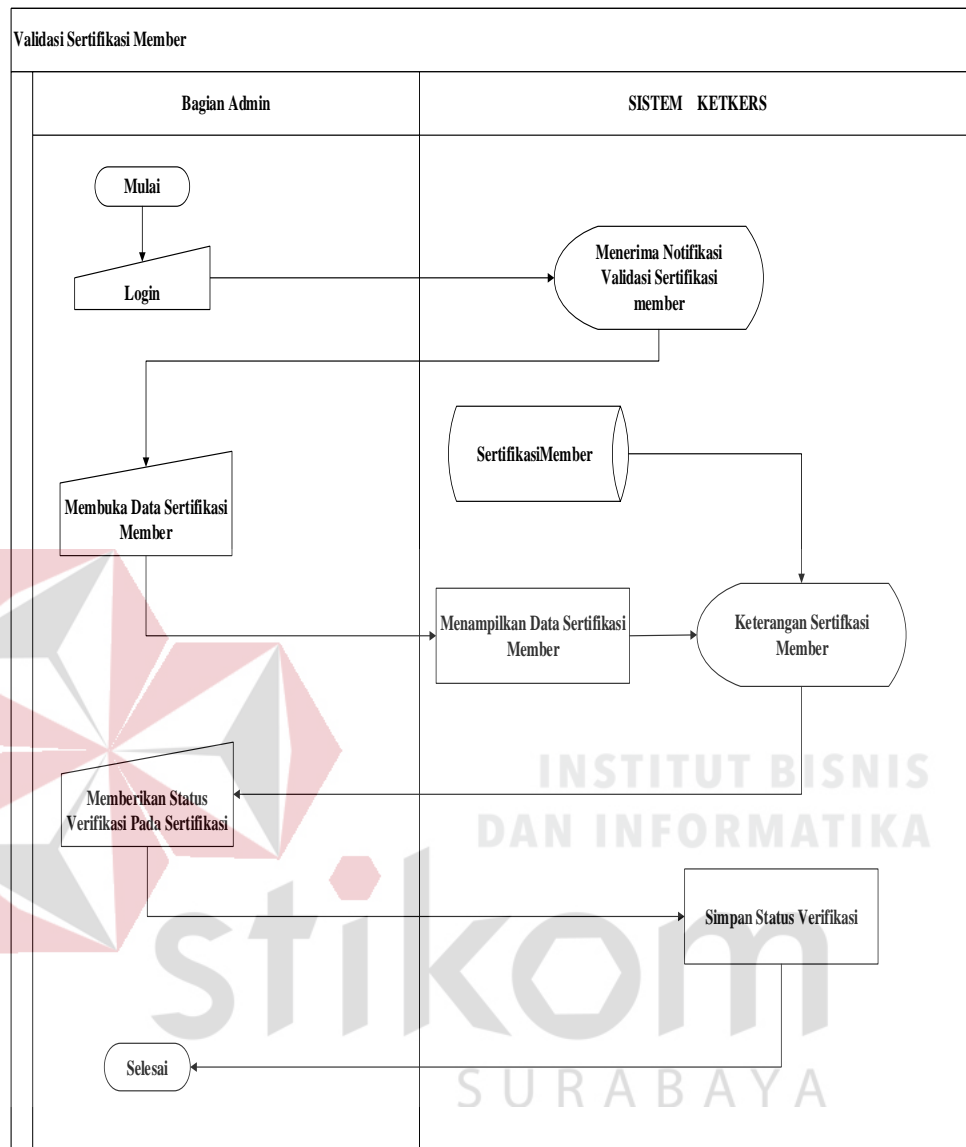 Validasi Sertifikasi Member
Bagian Admin
SISTEM KETKERS
Mulai
Login
Menerima Notifikasi
Validasi Sertifikasi
member
SertifikasiMember
Membuka Data Sertifikasi
Member
Menampilkan Data Sertifikasi
Member
Keterangan Sertifkasi
Member
Memberikan Status
Verifikasi Pada Sertifikasi
Simpan Status Verifikasi
Selesai
INSTITUT BISNIS
DAN INFORMATIKA
stikom
SURABAYA